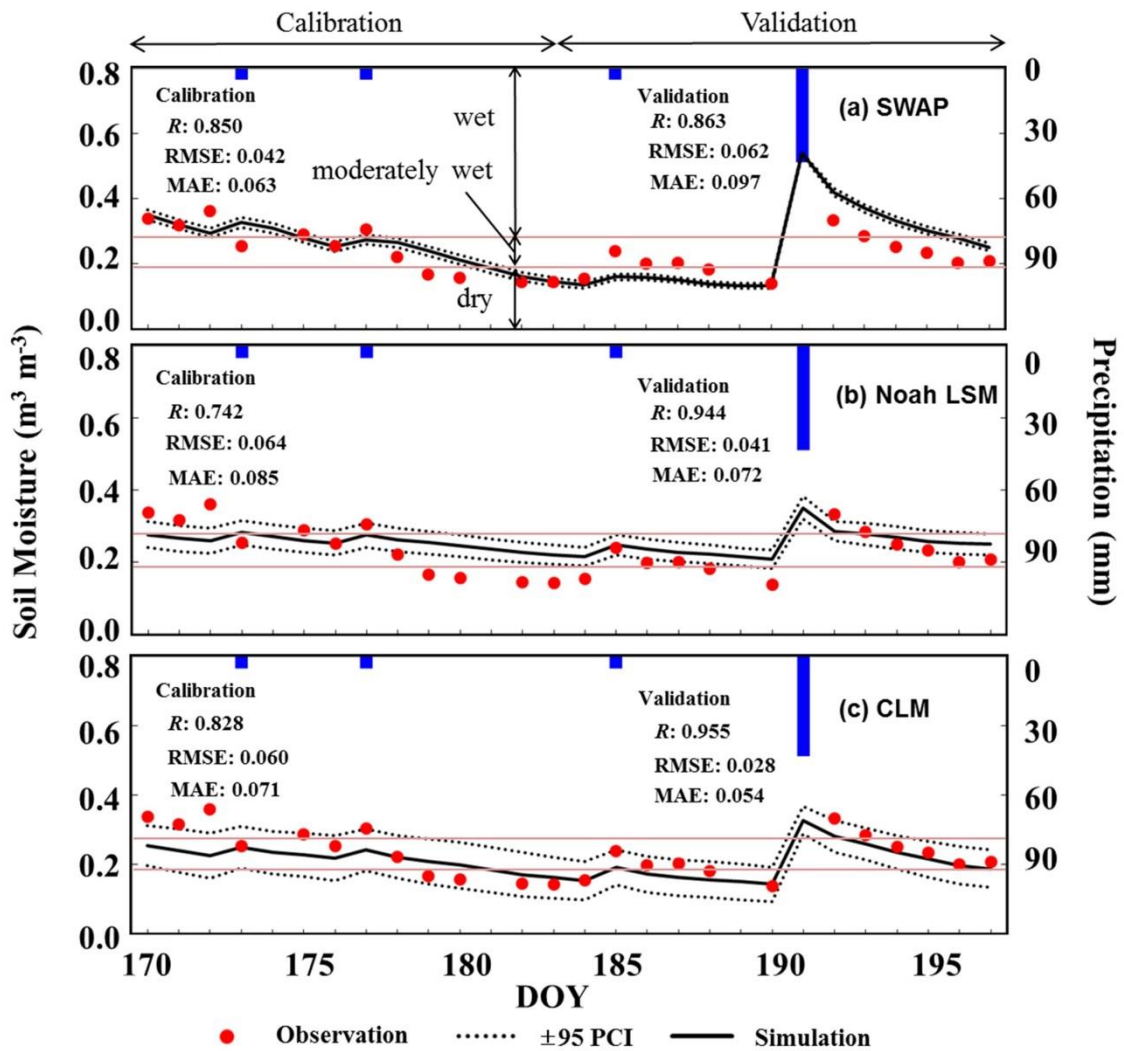 Calibration Validation
0.8 0
Calibration Validation (a) SWAP
R: 0.850 R: 0.863
wet
0.6 30
RMSE: 0.042 RMSE: 0.062
moderately wet
MAE: 0.063 MAE: 0.097
0.4 60
0.2 90
dry
0.0
0.8 0
Calibration Validation (b) Noah LSM
R: 0.742 R: 0.944
0.6 30
RMSE: 0.064 RMSE: 0.041
MAE: 0.085 MAE: 0.072
0.4 60
0.2 90
0.0
0.8 0
Calibration Validation (c) CLM
R: 0.828 R: 0.955
0.6 30
RMSE: 0.060 RMSE: 0.028
MAE: 0.071 MAE: 0.054
0.4 60
0.2 90
0.0
Soil Moisture (m³ m⁻³)
Precipitation (mm)
170 175 180 185 190 195
DOY
Observation ±95 PCI Simulation